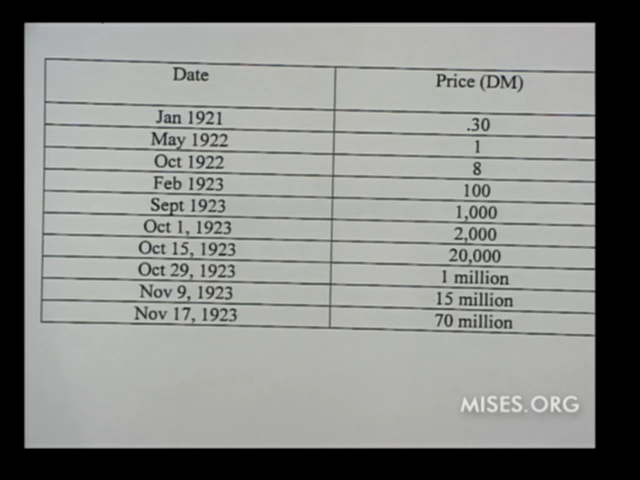 Date Price (DM)
Jan 1921 .30
May 1922 1
Oct 1922 8
Feb 1923 100
Sept 1923 1,000
Oct 1, 1923 2,000
Oct 15, 1923 20,000
Oct 29, 1923 1 million
Nov 9, 1923 15 million
Nov 17, 1923 70 million
MISES.ORG